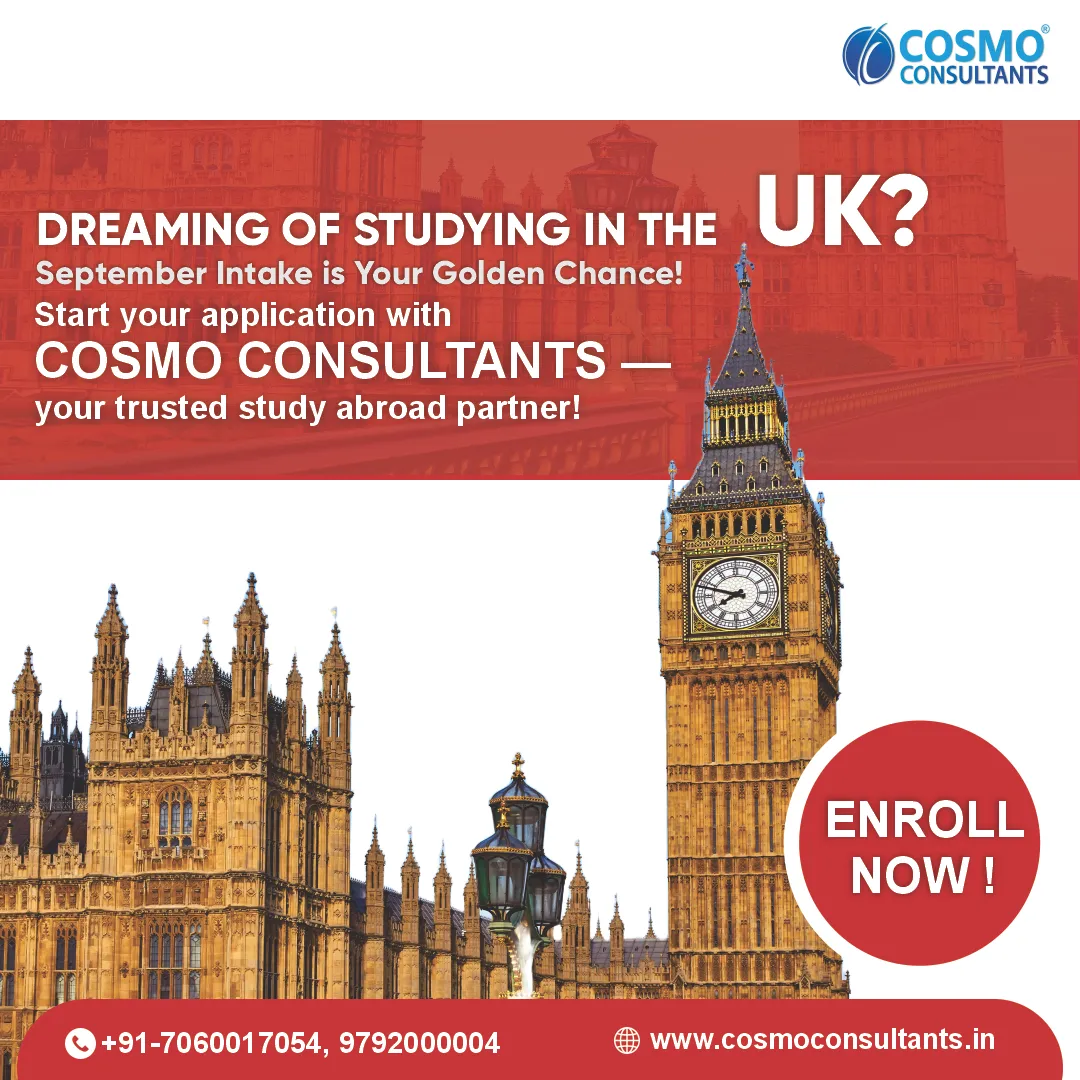 COSMO®
CONSULTANTS
DREAMING OF STUDYING IN THE UK?
September Intake is Your Golden Chance!
Start your application with
COSMO CONSULTANTS —
your trusted study abroad partner!
ENROLL
NOW !
+91-7060017054, 9792000004
www.cosmoconsultants.in